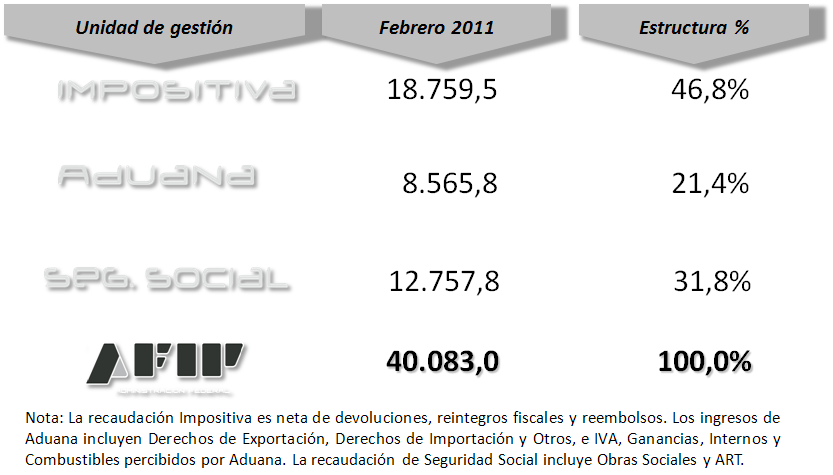 Unidad de gestión Febrero 2011 Estructura %
IMPOSITIVA 18.759,5 46,8%
Aduana 8.565,8 21,4%
SEG. SOCIAL 12.757,8 31,8%
AFIP 40.083,0 100,0%
Nota: La recaudación Impositiva es neta de devoluciones, reintegros fiscales y reembolsos. Los ingresos de
Aduana incluyen Derechos de Exportación, Derechos de Importación y Otros, e IVA, Ganancias, Internos y
Combustibles percibidos por Aduana. La recaudación de Seguridad Social incluye Obras Sociales y ART.